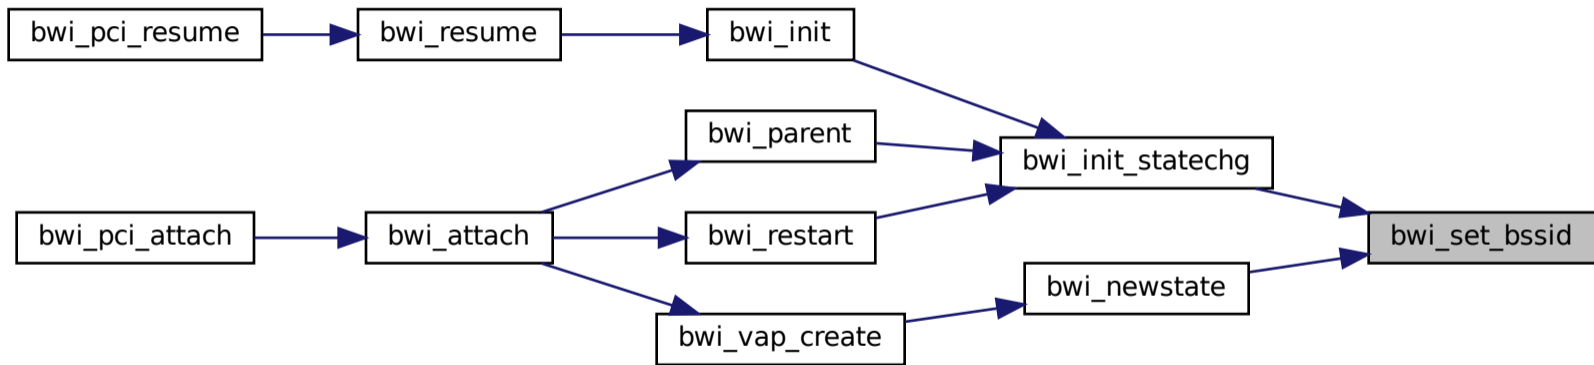 bwi_pci_resume
bwi_resume
bwi_init
bwi_parent
bwi_init_statechg
bwi_pci_attach
bwi_attach
bwi_restart
bwi_set_bssid
bwi_newstate
bwi_vap_create